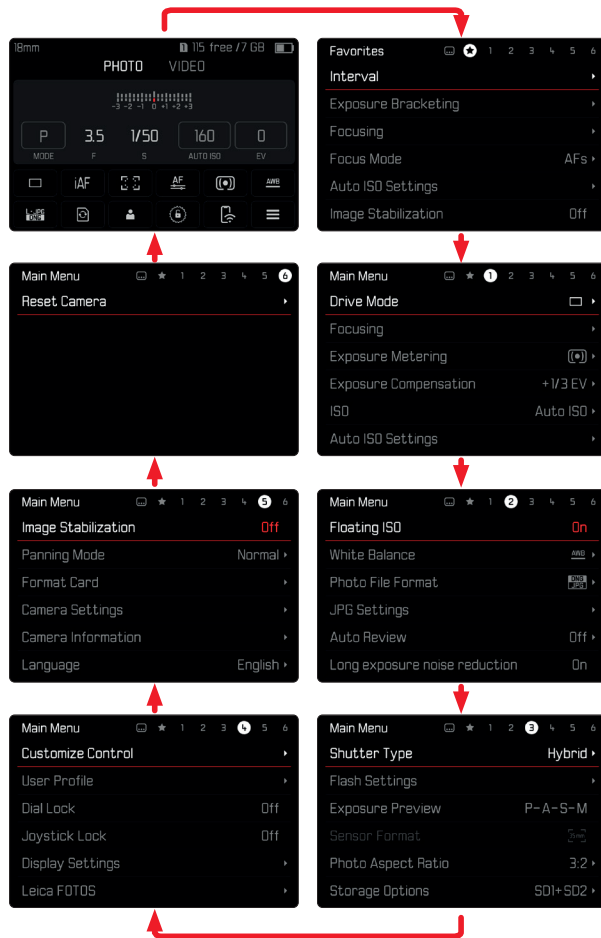 18mm 1 115 free /7 GB
PHOTO VIDEO
-3 -2 -1 0 +1 +2 +3
P 3.5 1/50 160 0
MODE F S AUTO ISO EV
iAF AF AWB
L-JPG DNG
Favorites 1 2 3 4 5 6
Interval
Exposure Bracketing
Focusing
Focus Mode AFs
Auto ISO Settings
Image Stabilization Off
Main Menu 1 2 3 4 5 6
Reset Camera
Main Menu 1 2 3 4 5 6
Drive Mode
Focusing
Exposure Metering
Exposure Compensation +1/3 EV
ISO Auto ISO
Auto ISO Settings
Main Menu 1 2 3 4 5 6
Image Stabilization Off
Panning Mode Normal
Format Card
Camera Settings
Camera Information
Language English
Main Menu 1 2 3 4 5 6
Floating ISO On
White Balance AWB
Photo File Format DNG JPG
JPG Settings
Auto Review Off
Long exposure noise reduction On
Main Menu 1 2 3 4 5 6
Customize Control
User Profile
Dial Lock Off
Joystick Lock Off
Display Settings
Leica FOTOS
Main Menu 1 2 3 4 5 6
Shutter Type Hybrid
Flash Settings
Exposure Preview P-A-S-M
Sensor Format
Photo Aspect Ratio 3:2
Storage Options SD1+SD2